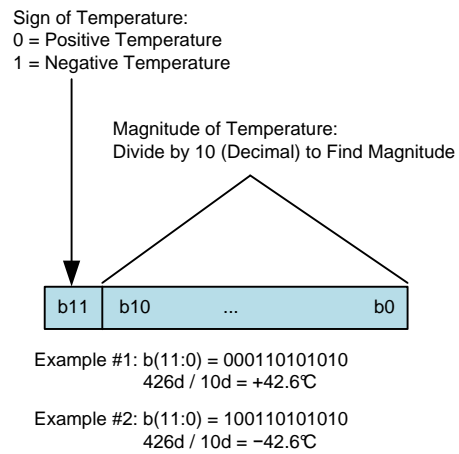 Sign of Temperature:
0 = Positive Temperature
1 = Negative Temperature
Magnitude of Temperature:
Divide by 10 (Decimal) to Find Magnitude
b11 b10 ... b0
Example #1: b(11:0) = 000110101010
426d / 10d = +42.6°C
Example #2: b(11:0) = 100110101010
426d / 10d = −42.6°C